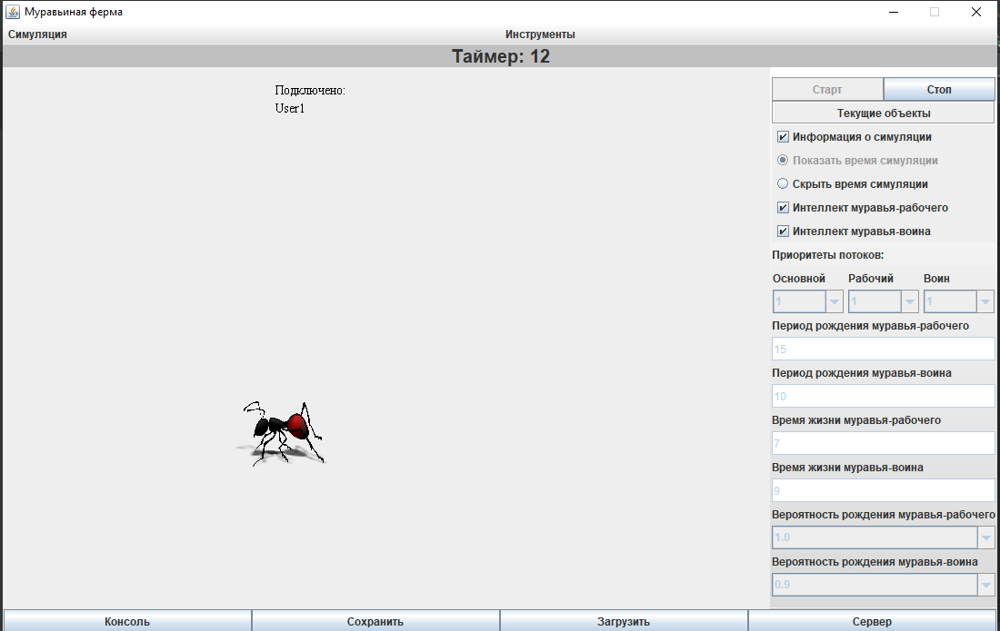 Муравьиная ферма
Симуляция Инструменты
Таймер: 12
Подключено:
User1
Старт Стоп
Текущие объекты
Информация о симуляции
Показать время симуляции
Скрыть время симуляции
Интеллект муравья-рабочего
Интеллект муравья-воина
Приоритеты потоков:
Основной Рабочий Воин
1 1 1
Период рождения муравья-рабочего
15
Период рождения муравья-воина
10
Время жизни муравья-рабочего
7
Время жизни муравья-воина
9
Вероятность рождения муравья-рабочего
1.0
Вероятность рождения муравья-воина
0.9
Консоль Сохранить Загрузить Сервер